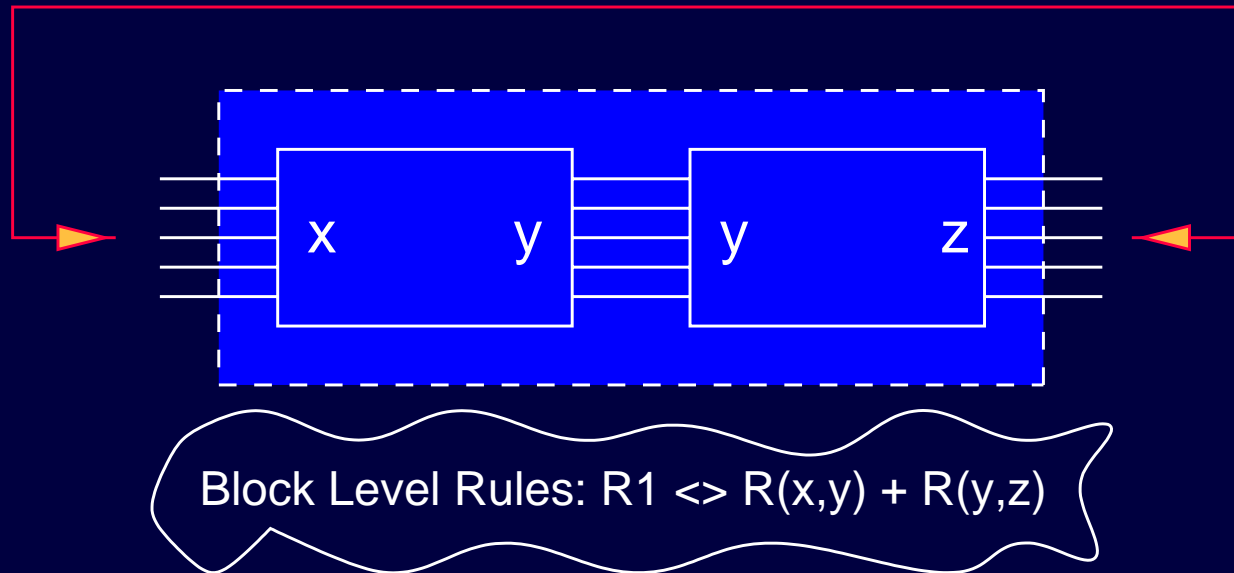 x y y z
Block Level Rules: R1 <> R(x,y) + R(y,z)